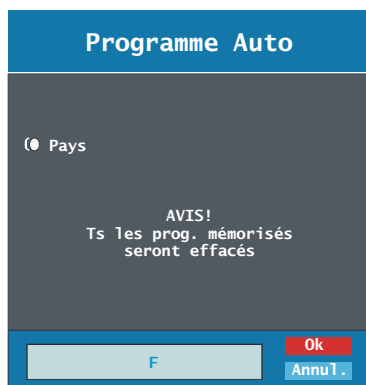 Programme Auto
Pays
AVIS!
Ts les prog. mémorisés
seront effacés
F
Ok
Annul.